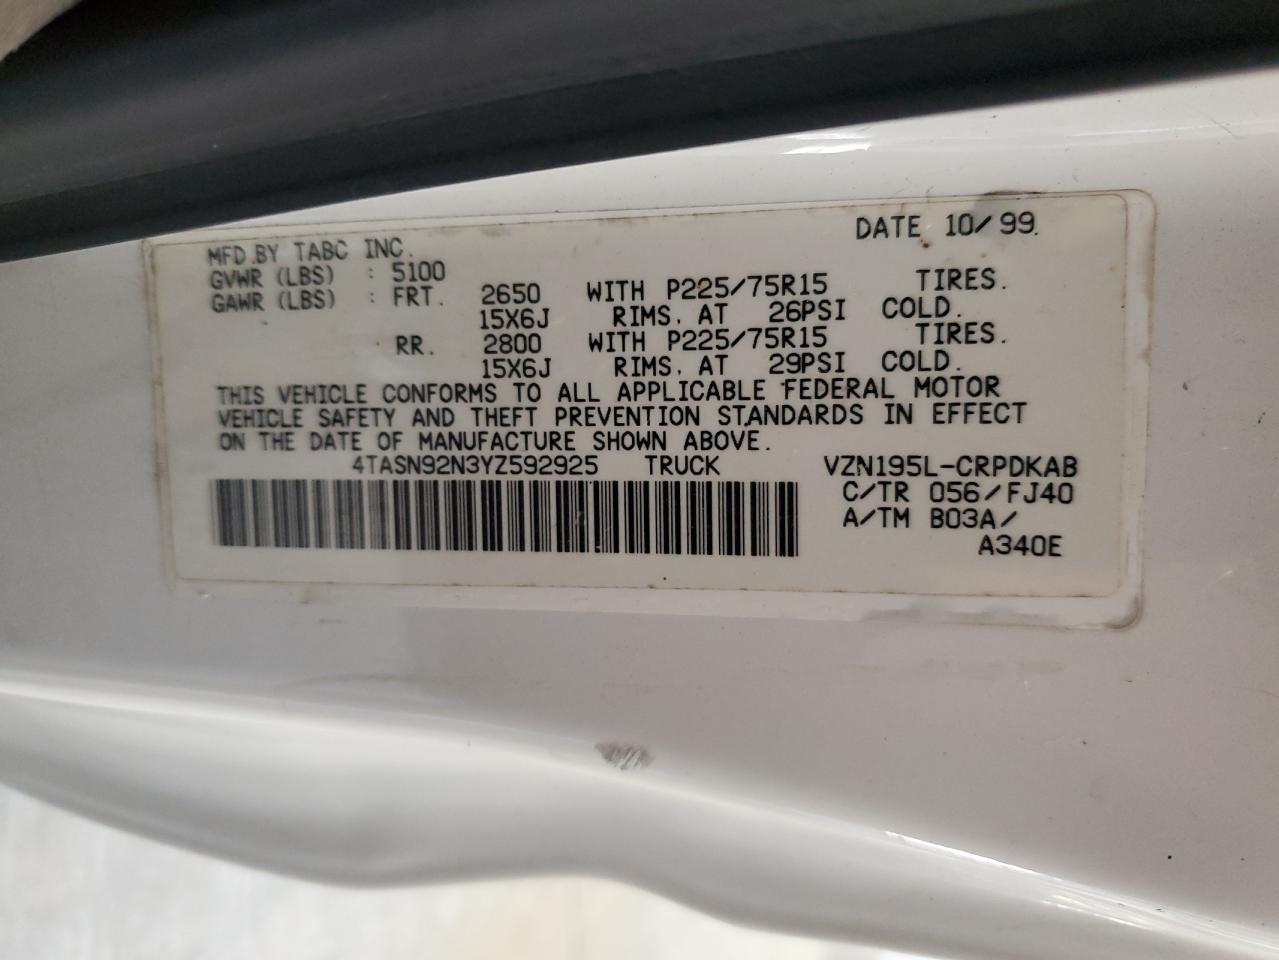 MFD.BY TABC INC. DATE 10/99.
GVWR (LBS) : 5100
GAWR (LBS) : FRT. 2650 WITH P225/75R15 TIRES.
15X6J RIMS, AT 26PSI COLD.
RR. 2800 WITH P225/75R15 TIRES.
15X6J RIMS, AT 29PSI COLD.
THIS VEHICLE CONFORMS TO ALL APPLICABLE FEDERAL MOTOR
VEHICLE SAFETY AND THEFT PREVENTION STANDARDS IN EFFECT
ON THE DATE OF MANUFACTURE SHOWN ABOVE.
4TASN92N3YZ592925 TRUCK VZN195L-CRPDKAB
C/TR 056/FJ40
A/TM B03A/
A340E